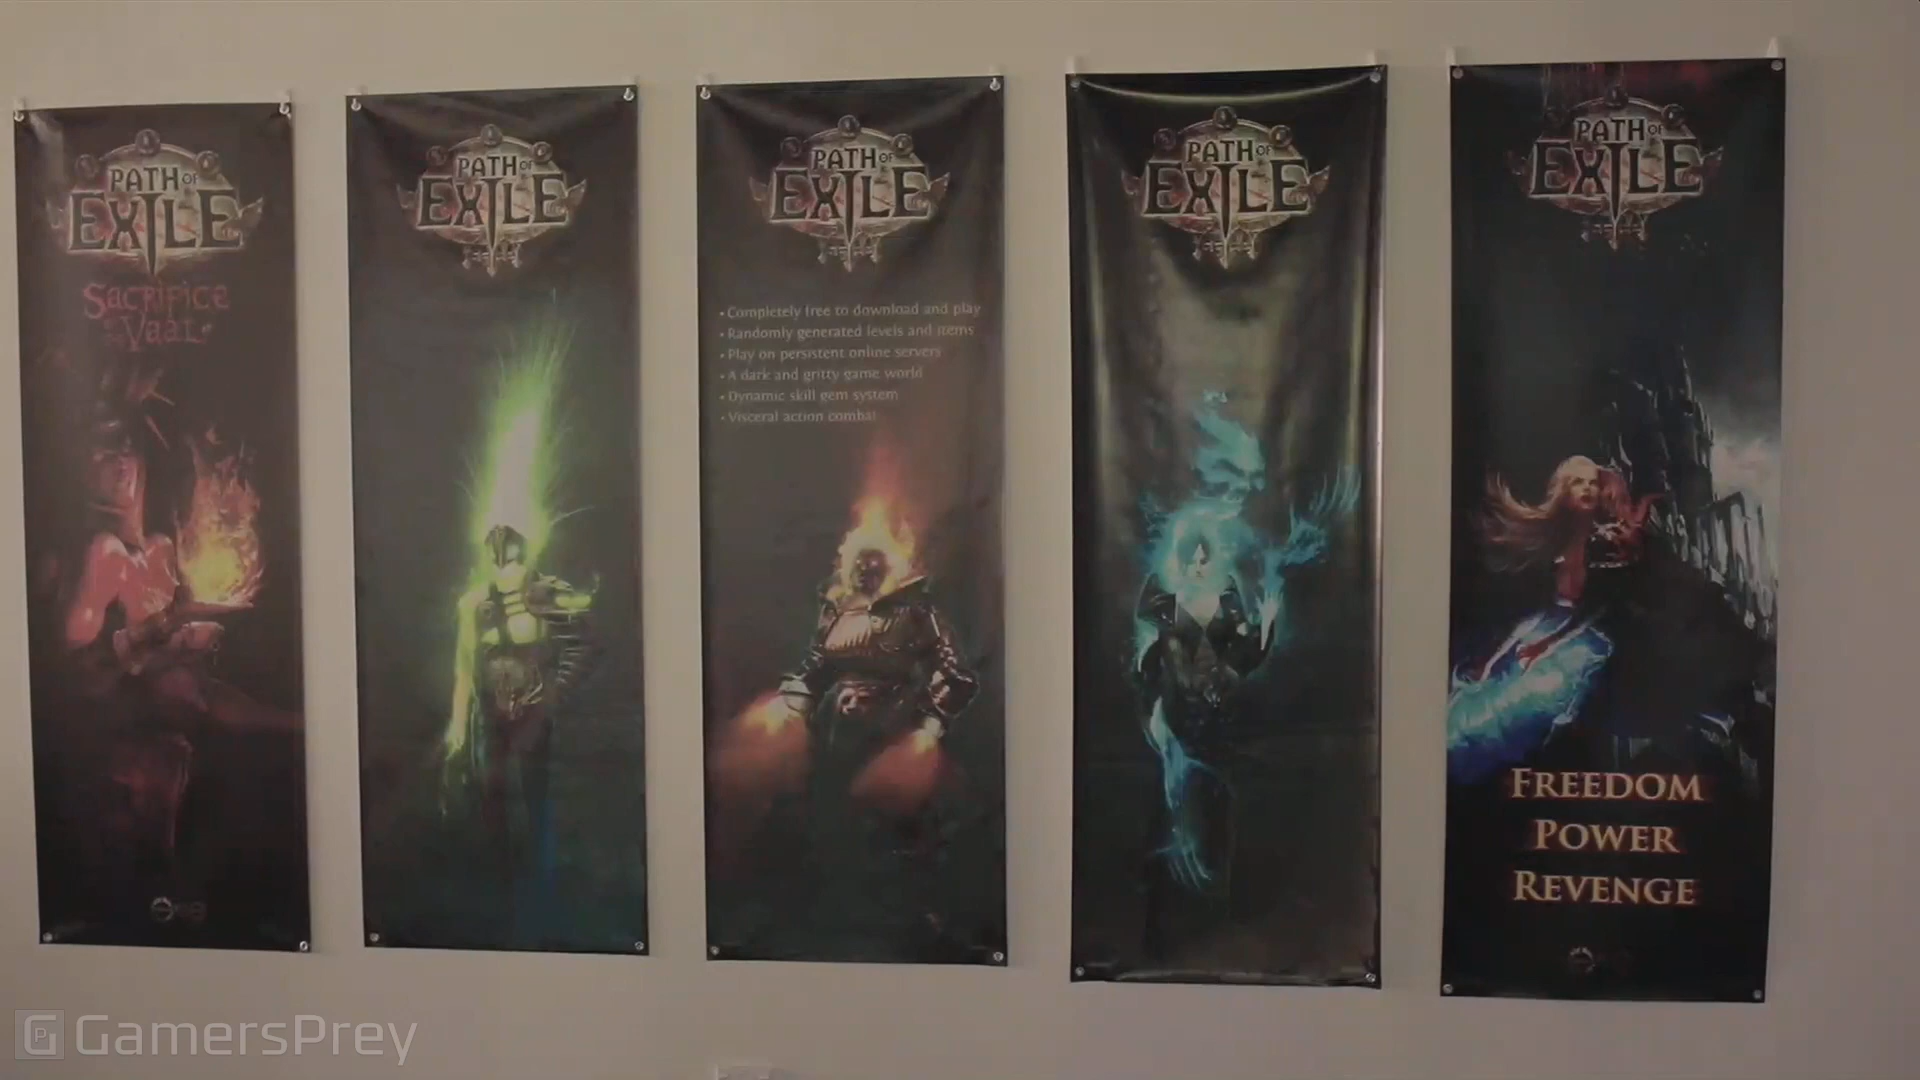 PATH OF
EXILE
SACRIFICE
OF THE
VAAL
PATH OF
EXILE
PATH OF
EXILE
• Completely free to download and play
• Randomly generated levels and items
• Play on persistent online servers
• A dark and gritty game world
• Dynamic skill gem system
• Visceral action combat
PATH OF
EXILE
PATH OF
EXILE
FREEDOM
POWER
REVENGE
GamersPrey